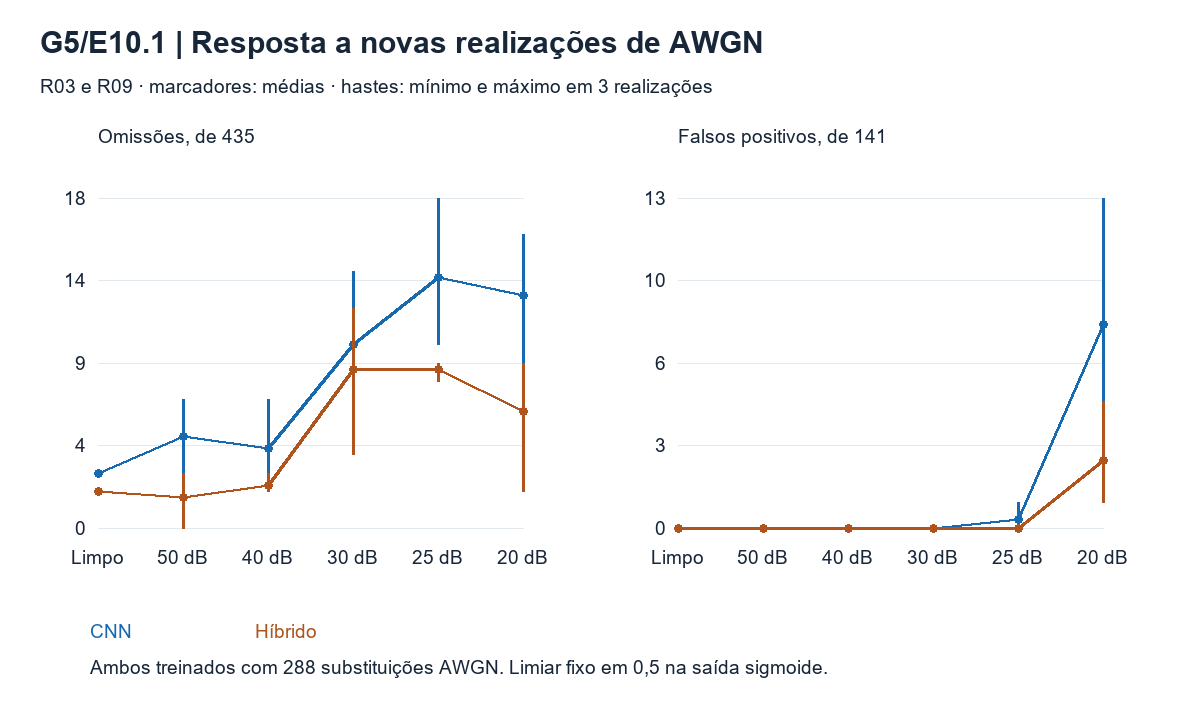 G5/E10.1 | Resposta a novas realizações de AWGN
R03 e R09 · marcadores: médias · hastes: mínimo e máximo em 3 realizações
Omissões, de 435
18
14
9
4
0
Limpo 50 dB 40 dB 30 dB 25 dB 20 dB
Falsos positivos, de 141
13
10
6
3
0
Limpo 50 dB 40 dB 30 dB 25 dB 20 dB
CNN Híbrido
Ambos treinados com 288 substituições AWGN. Limiar fixo em 0,5 na saída sigmoide.